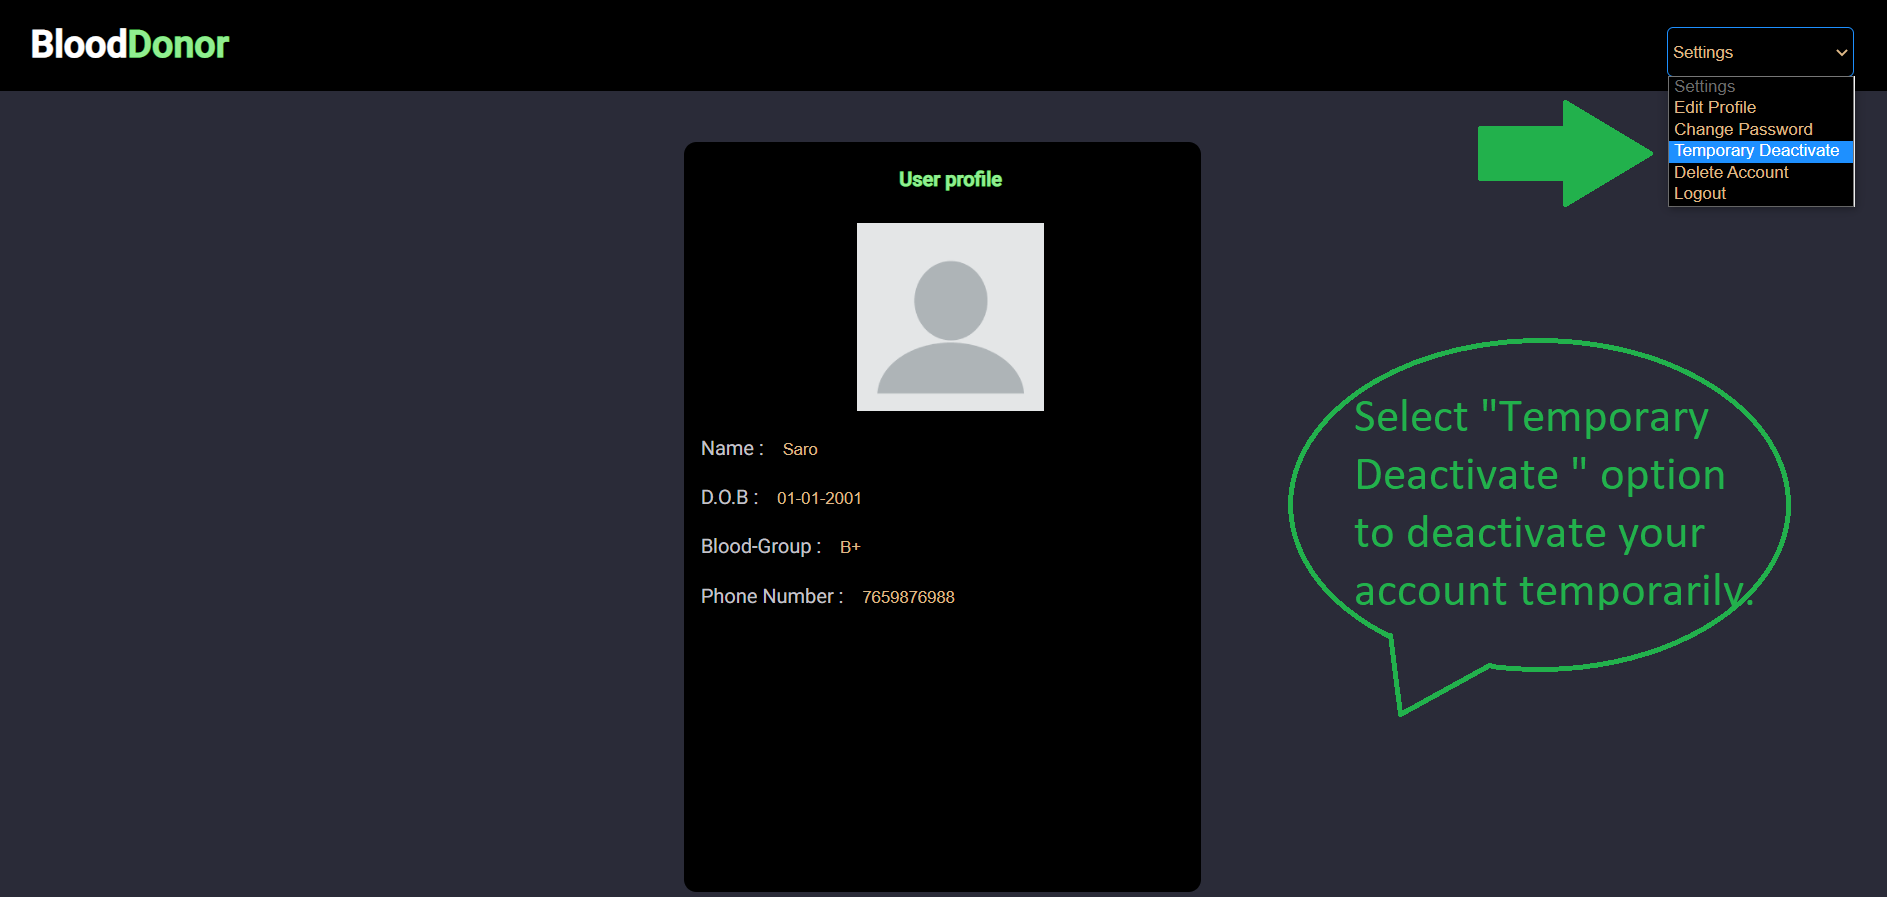 BloodDonor
Settings
Settings
Edit Profile
Change Password
Temporary Deactivate
Delete Account
Logout
User profile
Name : Saro
D.O.B : 01-01-2001
Blood-Group : B+
Phone Number : 7659876988
Select "Temporary
Deactivate " option
to deactivate your
account temporarily.